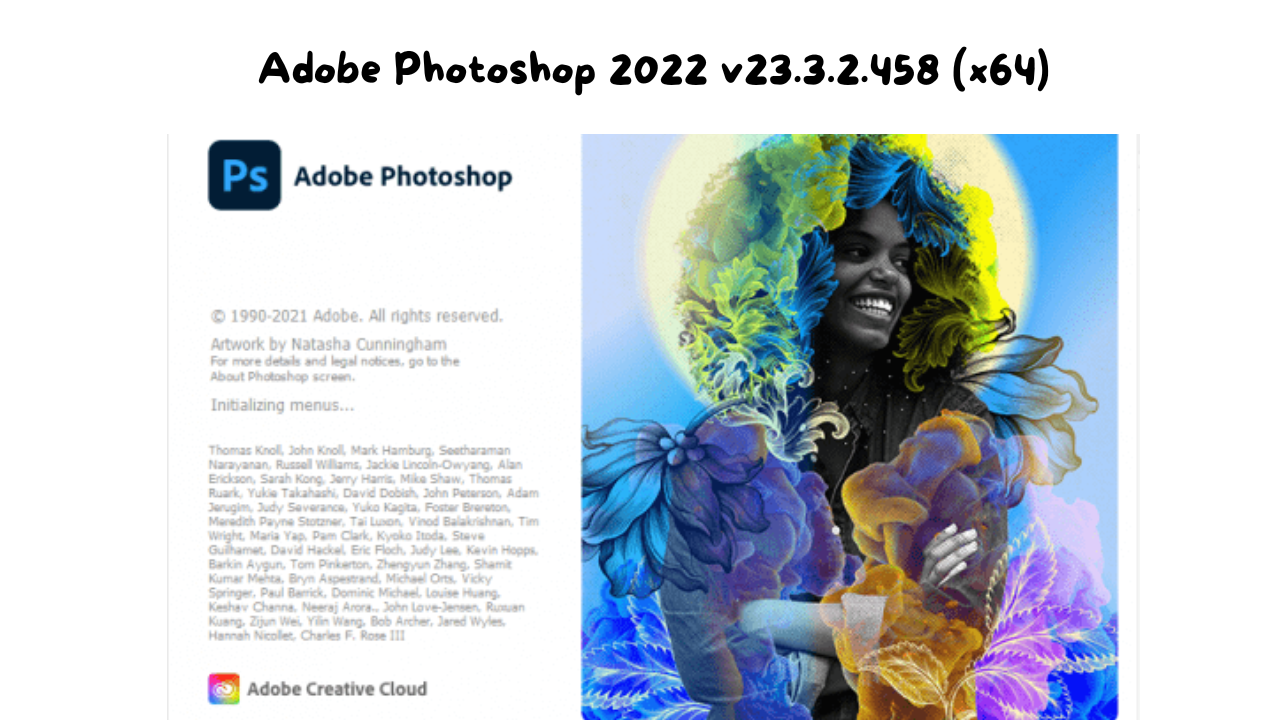 Adobe Photoshop 2022 v23.3.2.458 (x64)
Ps
Adobe Photoshop
© 1990-2021 Adobe. All rights reserved.
Artwork by Natasha Cunningham
For more details and legal notices, go to the
About Photoshop screen.
Initializing menus...
Thomas Knoll, John Knoll, Mark Hamburg, Seetharaman
Narayanan, Russell Williams, Jackie Lincoln-Owyang, Alan
Erickson, Sarah Kong, Jerry Harris, Mike Shaw, Thomas
Ruark, Yukie Takahashi, David Dobish, John Peterson, Adam
Jerugim, Judy Severance, Yuko Kagita, Foster Brereton,
Meredith Payne Stotzner, Tai Luxon, Vinod Balakrishnan, Tim
Wright, Maria Yap, Pam Clark, Kyoko Itoda, Steve
Guilhamet, David Hackel, Eric Floch, Judy Lee, Kevin Hopps,
Barkin Aygun, Tom Pinkerton, Zhengyun Zhang, Shamit
Kumar Mehta, Bryn Aspestrand, Michael Orts, Vicky
Springer, Paul Barrick, Dominic Michael, Louise Huang,
Keshav Channa, Neeraj Arora., John Love-Jensen, Ruxuan
Kuang, Zijun Wei, Yilin Wang, Bob Archer, Jared Wyles,
Hannah Nicollet, Charles F. Rose III
Adobe Creative Cloud